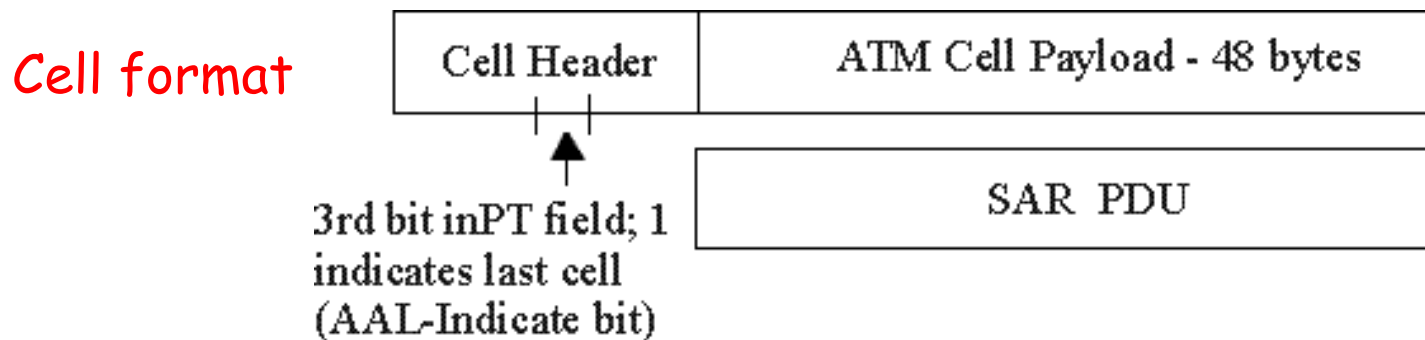 Cell format
Cell Header
ATM Cell Payload - 48 bytes
SAR PDU
3rd bit inPT field; 1
indicates last cell
(AAL-Indicate bit)